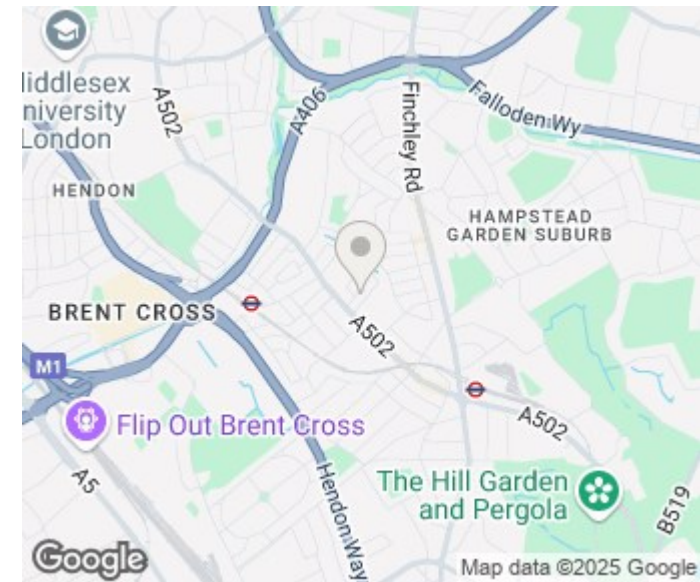 iddlesex
niversity
London
A502
A406
Finchley Rd
Falloden Wy
HENDON
HAMPSTEAD
GARDEN SUBURB
BRENT CROSS
A502
M1
Flip Out Brent Cross
A502
A5
Hendon Way
The Hill Garden
and Pergola
B519
Google
Map data ©2025 Google